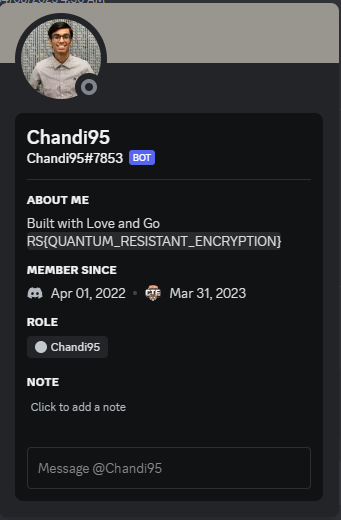 Chandi95
Chandi95#7853 BOT
ABOUT ME
Built with Love and Go
RS{QUANTUM_RESISTANT_ENCRYPTION}
MEMBER SINCE
Apr 01, 2022 • CTF Mar 31, 2023
ROLE
Chandi95
NOTE
Click to add a note
Message @Chandi95